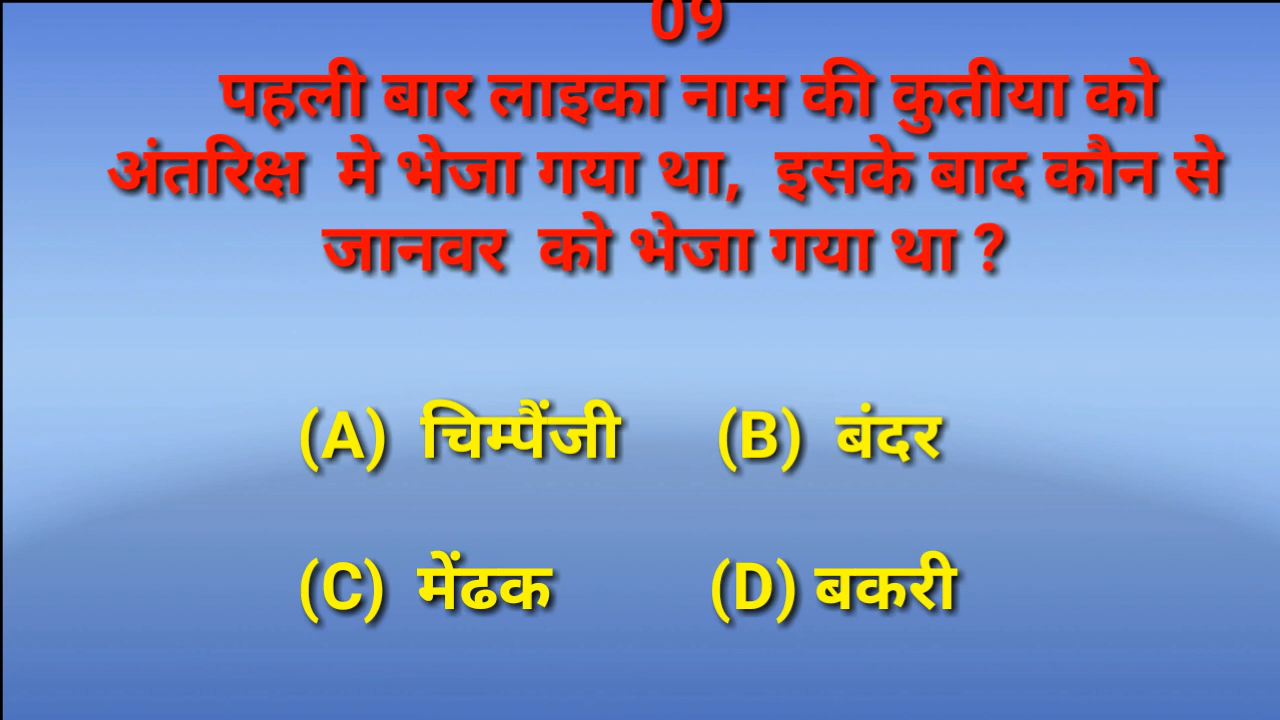 09
पहली बार लाइका नाम की कुतीया को
अंतरिक्ष मे भेजा गया था, इसके बाद कौन से
जानवर को भेजा गया था ?
(A) चिम्पैंजी (B) बंदर
(C) मेंढक (D) बकरी